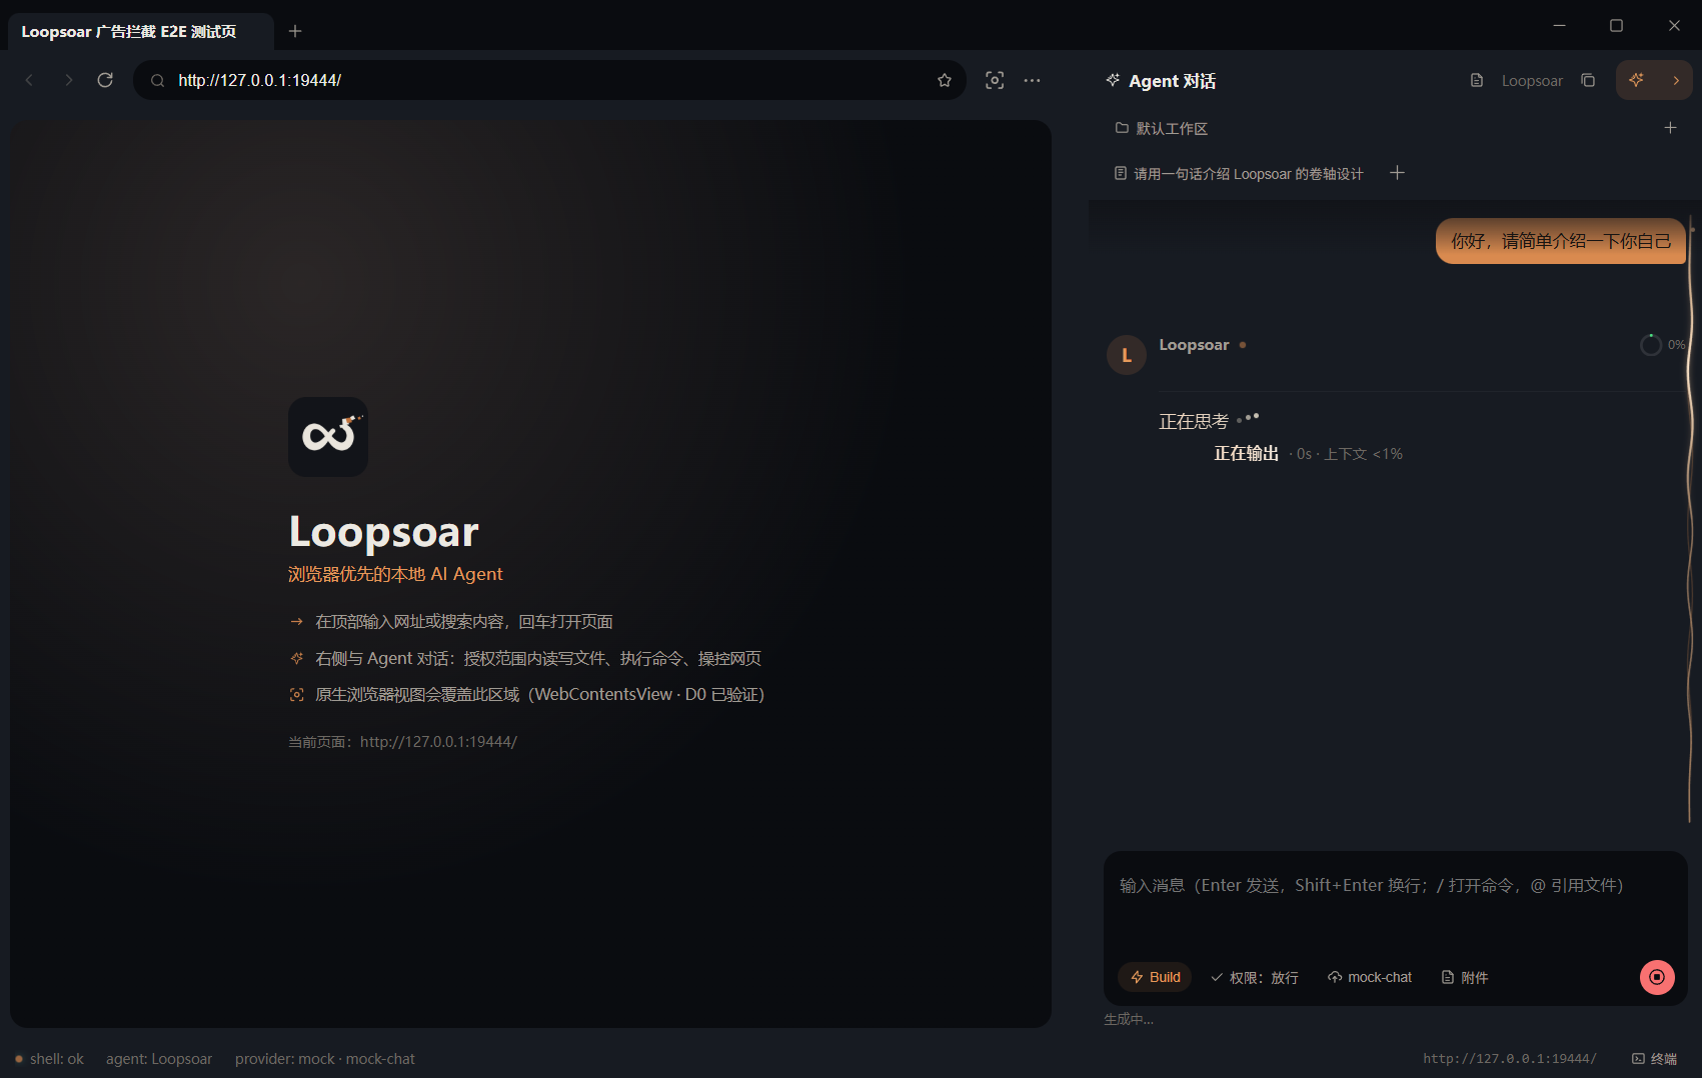 Loopsoar 广告拦截 E2E 测试页
http://127.0.0.1:19444/
Loopsoar
浏览器优先的本地 AI Agent
在顶部输入网址或搜索内容，回车打开页面
右侧与 Agent 对话：授权范围内读写文件、执行命令、操控网页
原生浏览器视图会覆盖此区域（WebContentsView · D0 已验证）
当前页面：http://127.0.0.1:19444/
Agent 对话
Loopsoar
默认工作区
请用一句话介绍 Loopsoar 的卷轴设计
你好，请简单介绍一下你自己
L
Loopsoar
0%
正在思考
正在输出 · 0s · 上下文 <1%
输入消息（Enter 发送，Shift+Enter 换行；/ 打开命令，@ 引用文件）
Build 权限：放行 mock-chat 附件
生成中...
shell: ok agent: Loopsoar provider: mock · mock-chat
http://127.0.0.1:19444/ 终端